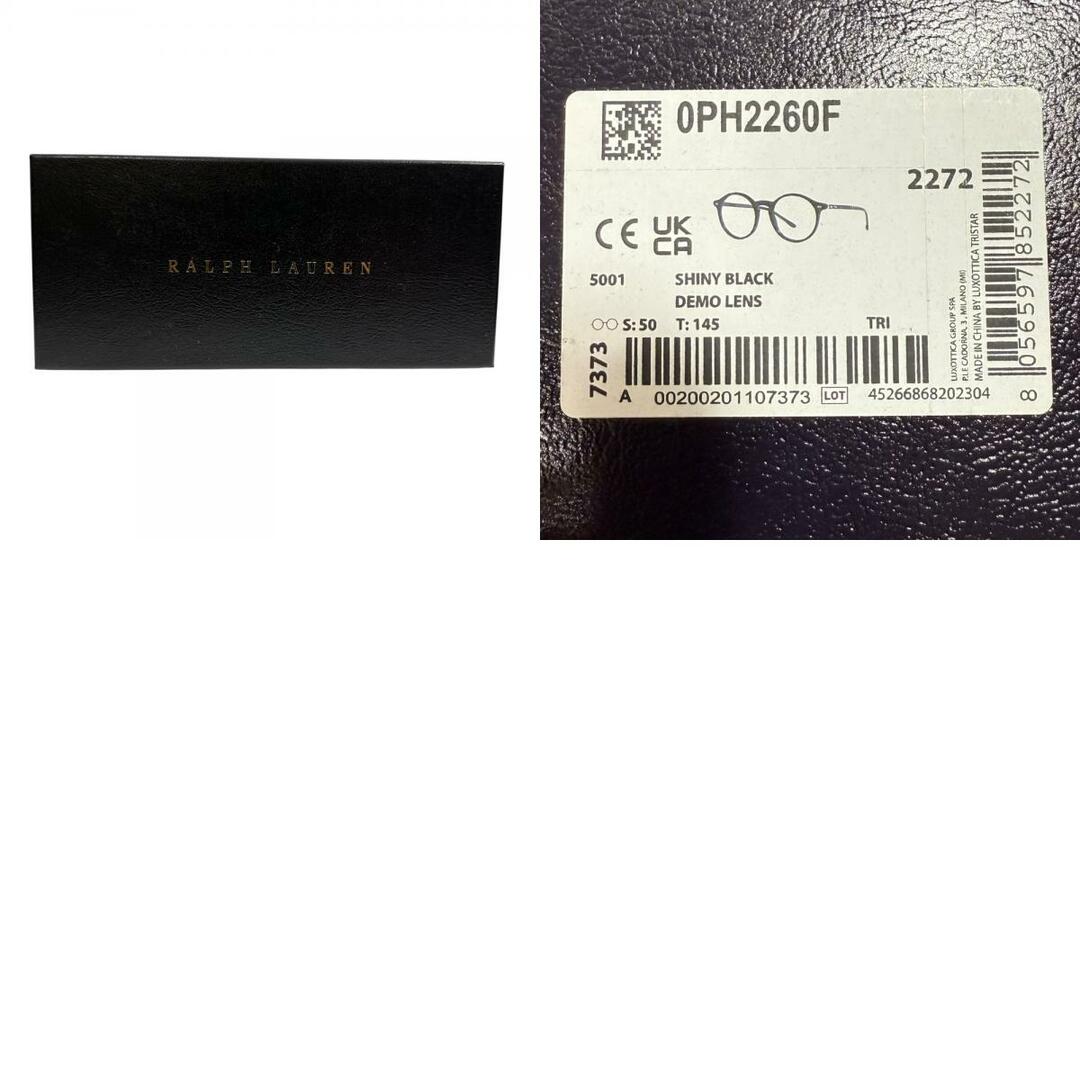 RALPH LAUREN
0PH2260F
2272
CE UK CA
5001 SHINY BLACK
DEMO LENS
S: 50 T: 145 TRI
7373
A 00200201107373 LOT 45266868202304
LUXOTTICA GROUP SPA
P.LE CADORNA, 3 , MILANO (MI)
MADE IN CHINA BY LUXOTTICA TRISTAR
8 056597 852272